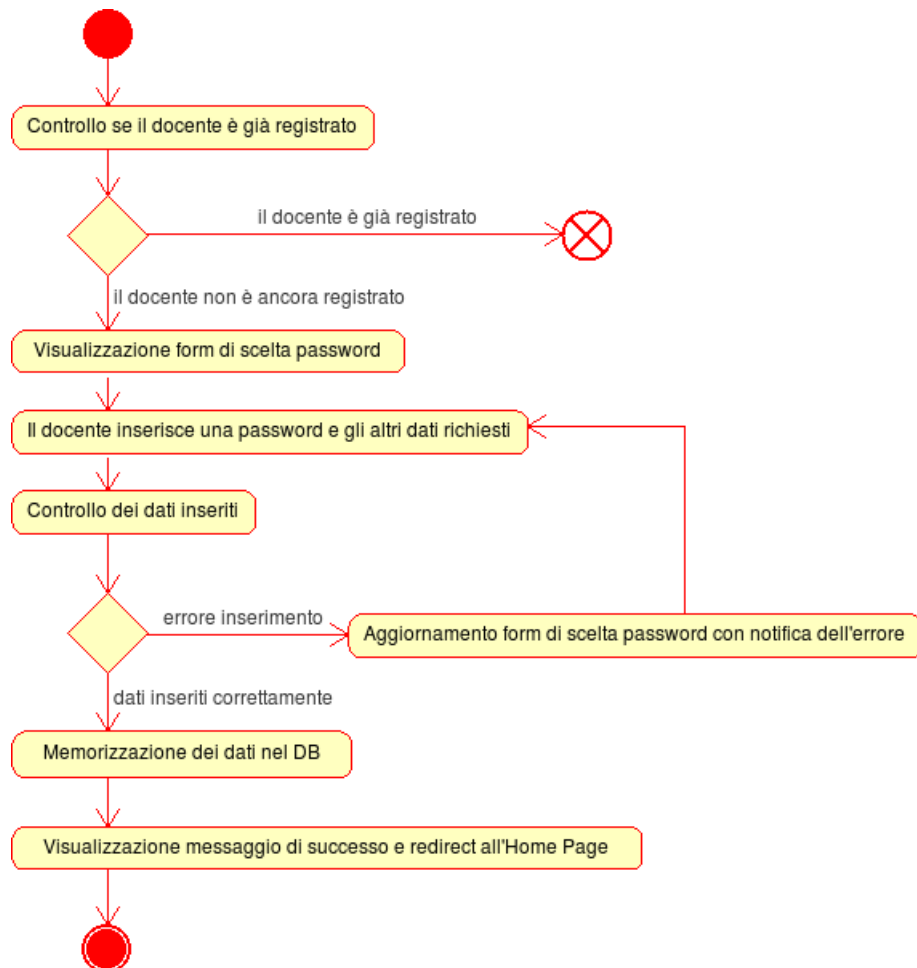 Controllo se il docente è già registrato
il docente è già registrato
il docente non è ancora registrato
Visualizzazione form di scelta password
Il docente inserisce una password e gli altri dati richiesti
Controllo dei dati inseriti
errore inserimento
Aggiornamento form di scelta password con notifica dell'errore
dati inseriti correttamente
Memorizzazione dei dati nel DB
Visualizzazione messaggio di successo e redirect all'Home Page